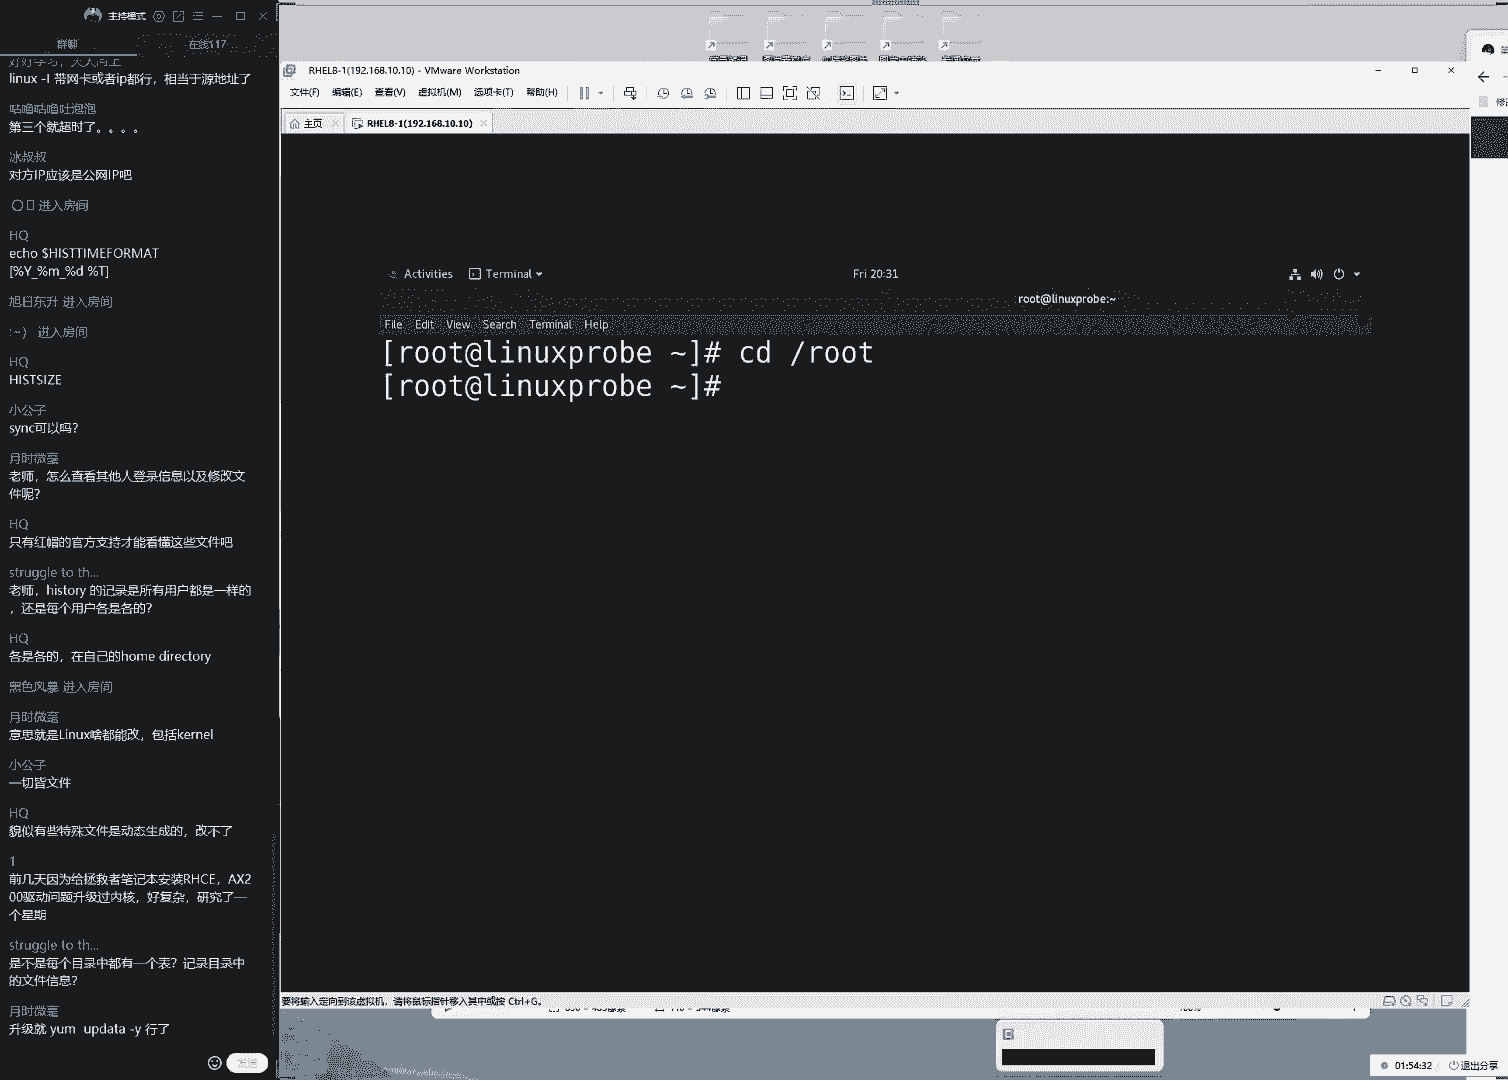 主持模式
群聊
在线117
好好学习，天天向上
linux -I 带网卡或者ip都行，相当于源地址了
咕噜咕噜吐泡泡
第三个就超时了。。。。
冰叔叔
对方IP应该是公网IP吧
进入房间
HQ
echo $HISTTIMEFORMAT
[%Y_%m_%d %T]
旭日东升 进入房间
:~） 进入房间
HQ
HISTSIZE
小公子
sync可以吗?
月时微毫
老师，怎么查看其他人登录信息以及修改文
件呢?
HQ
只有红帽的官方支持才能看懂这些文件吧
struggle to th...
老师，history 的记录是所有用户都是一样的
，还是每个用户各是各的?
HQ
各是各的，在自己的home directory
黑色风暴 进入房间
月时微毫
意思就是Linux啥都能改，包括kernel
小公子
一切皆文件
HQ
貌似有些特殊文件是动态生成的，改不了
1
前几天因为给拯救者笔记本安装RHCE，AX2
00驱动问题升级过内核，好复杂，研究了一
个星期
struggle to th...
是不是每个目录中都有一个表？记录目录中
的文件信息?
月时微毫
升级就 yum  updata -y 行了
发送
RHEL8-1(192.168.10.10) - VMware Workstation
文件(F) 编辑(E) 查看(V) 虚拟机(M) 选项卡(T) 帮助(H)
主页
RHEL8-1(192.168.10.10)
Activities
Terminal
Fri 20:31
root@linuxprobe:~
File Edit View Search Terminal Help
[root@linuxprobe ~]# cd /root
[root@linuxprobe ~]#
要将输入定向到该虚拟机，请将鼠标指针移入其中或按 Ctrl+G。
01:54:32
退出分享